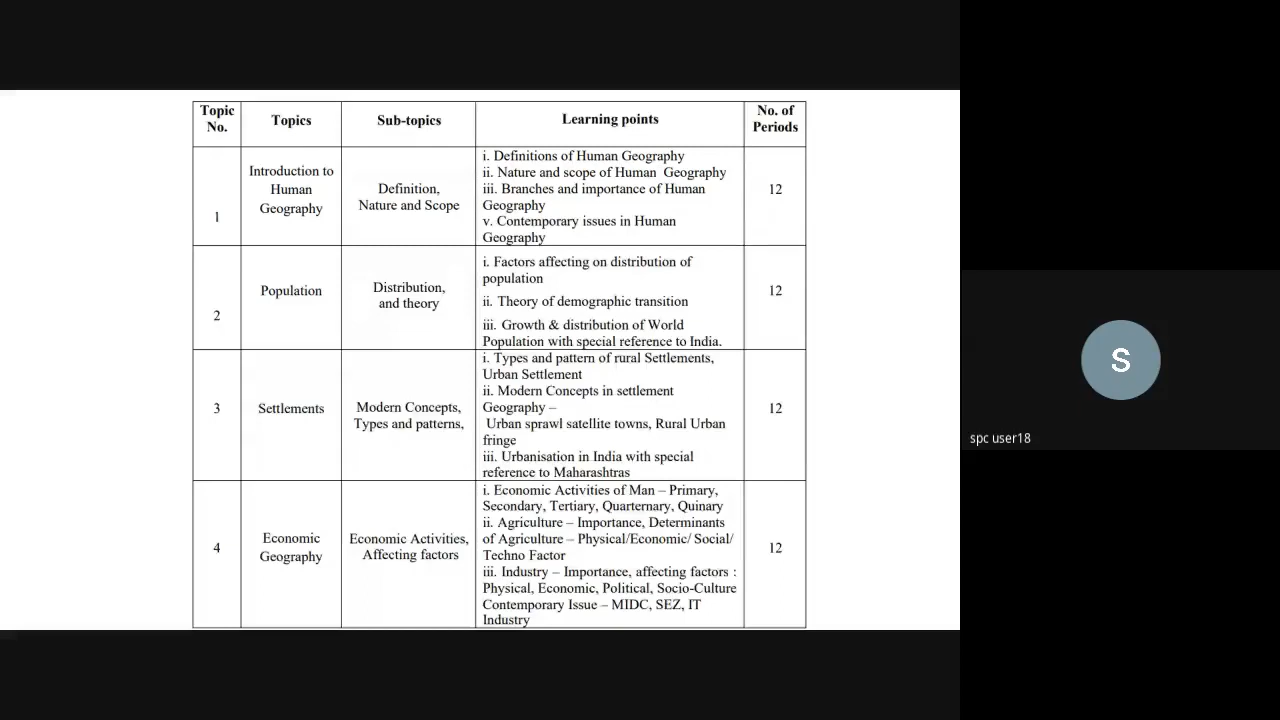 Topic No.
Topics
Sub-topics
Learning points
No. of Periods
1
Introduction to
Human
Geography
Definition,
Nature and Scope
i. Definitions of Human Geography
ii. Nature and scope of Human Geography
iii. Branches and importance of Human
Geography
v. Contemporary issues in Human
Geography
12
2
Population
Distribution,
and theory
i. Factors affecting on distribution of
population
ii. Theory of demographic transition
iii. Growth & distribution of World
Population with special reference to India.
12
3
Settlements
Modern Concepts,
Types and patterns,
i. Types and pattern of rural Settlements,
Urban Settlement
ii. Modern Concepts in settlement
Geography –
Urban sprawl satellite towns, Rural Urban
fringe
iii. Urbanisation in India with special
reference to Maharashtras
12
4
Economic
Geography
Economic Activities,
Affecting factors
i. Economic Activities of Man – Primary,
Secondary, Tertiary, Quarternary, Quinary
ii. Agriculture – Importance, Determinants
of Agriculture – Physical/Economic/ Social/
Techno Factor
iii. Industry – Importance, affecting factors :
Physical, Economic, Political, Socio-Culture
Contemporary Issue – MIDC, SEZ, IT
Industry
12
S
spc user18